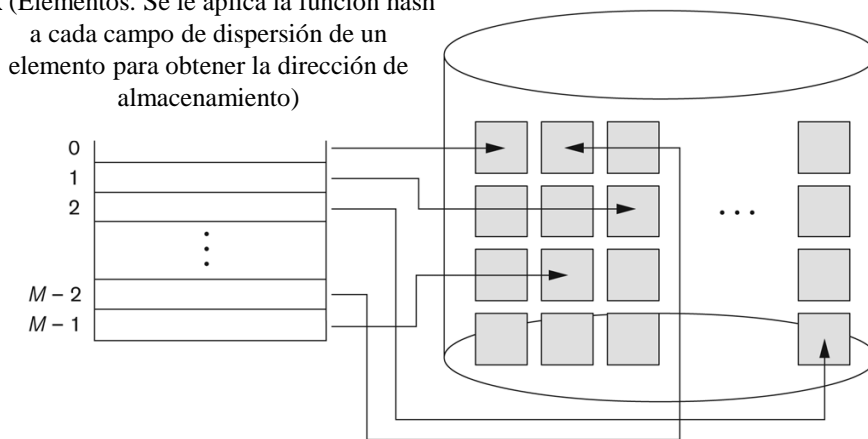 (Elementos. Se le aplica la función hash
a cada campo de dispersión de un
elemento para obtener la dirección de
almacenamiento)
0
1
2
M – 2
M – 1